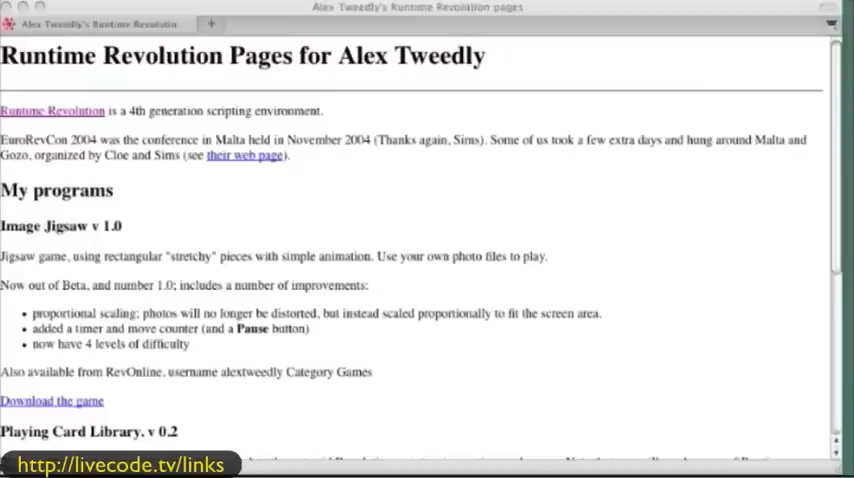 Alex Tweedly's Runtime Revolution pages
Alex Tweedly's Runtime Revolutio
+
Runtime Revolution Pages for Alex Tweedly
Runtime Revolution is a 4th generation scripting environment.
EuroRevCon 2004 was the conference in Malta held in November 2004 (Thanks again, Sims). Some of us took a few extra days and hung around Malta and
Gozo, organized by Cloe and Sims (see their web page).
My programs
Image Jigsaw v 1.0
Jigsaw game, using rectangular "stretchy" pieces with simple animation. Use your own photo files to play.
Now out of Beta, and number 1.0; includes a number of improvements:
• proportional scaling; photos will no longer be distorted, but instead scaled proportionally to fit the screen area.
• added a timer and move counter (and a Pause button)
• now have 4 levels of difficulty
Also available from RevOnline, username alextweedly Category Games
Download the game
Playing Card Library. v 0.2
http://livecode.tv/links